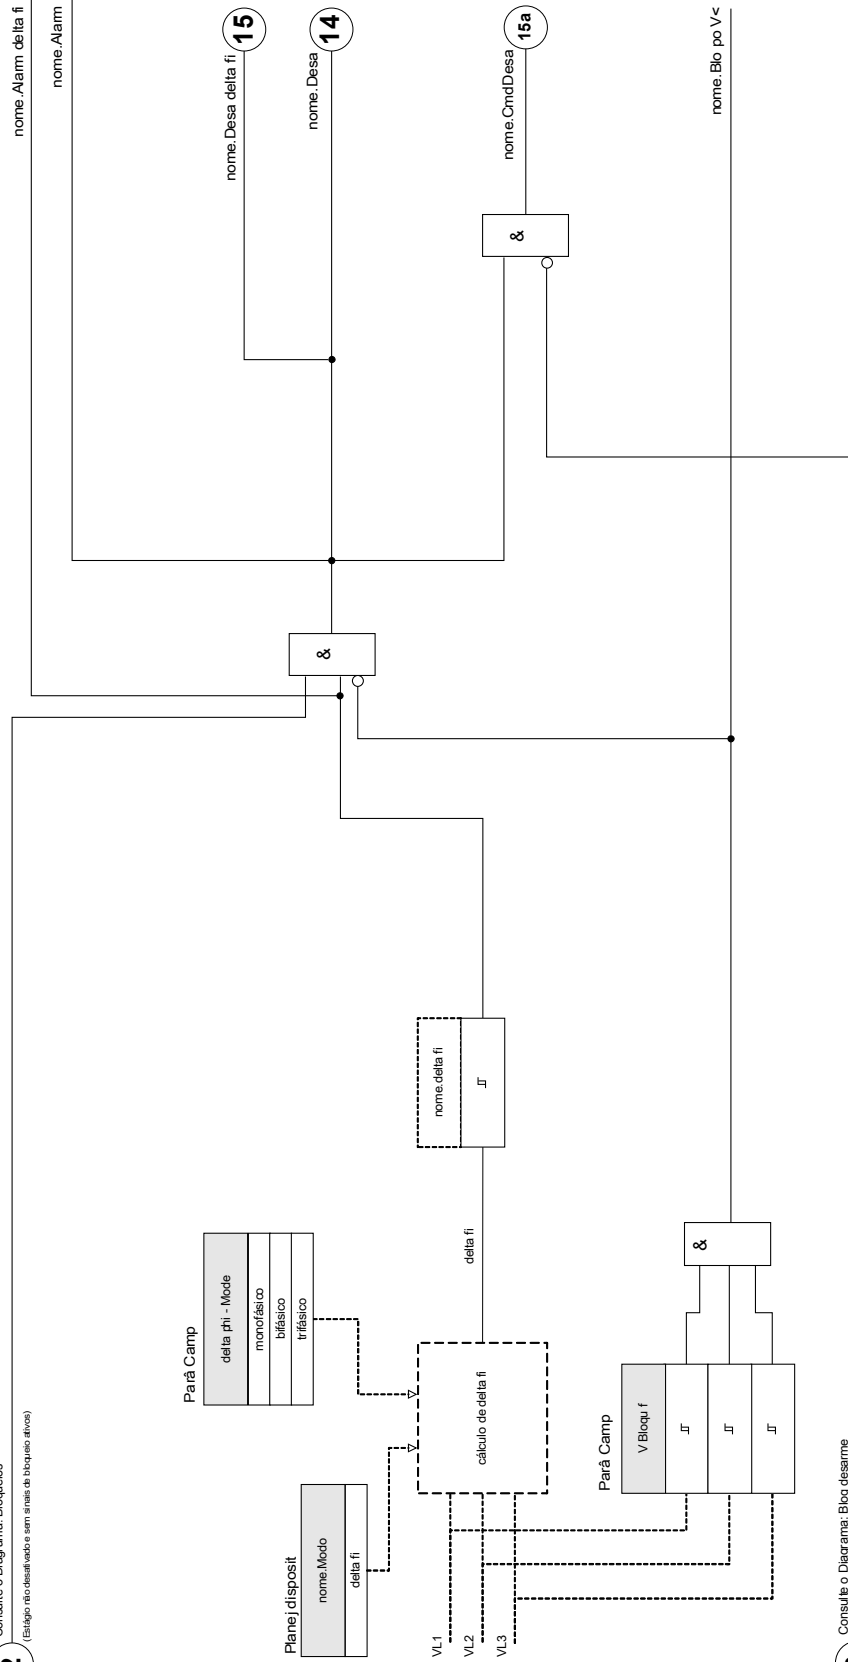 nome.Alarm delta fi
nome.Alarm
15
nome.Desa delta fi
14
nome.Desa
15a
nome.CmdDesa
nome.Blo po V<
&
&
(Estágio não desativado e sem sinais de bloqueio ativos)
Parâ Camp
delta phi - Mode
monofásico
bifásico
trifásico
Planej disposit
nome.Modo
delta fi
cálculo de delta fi
delta fi
nome.delta fi
VL1
VL2
VL3
Parâ Camp
V Bloqu f
&
Consulte o Diagrama: Bloq desarme